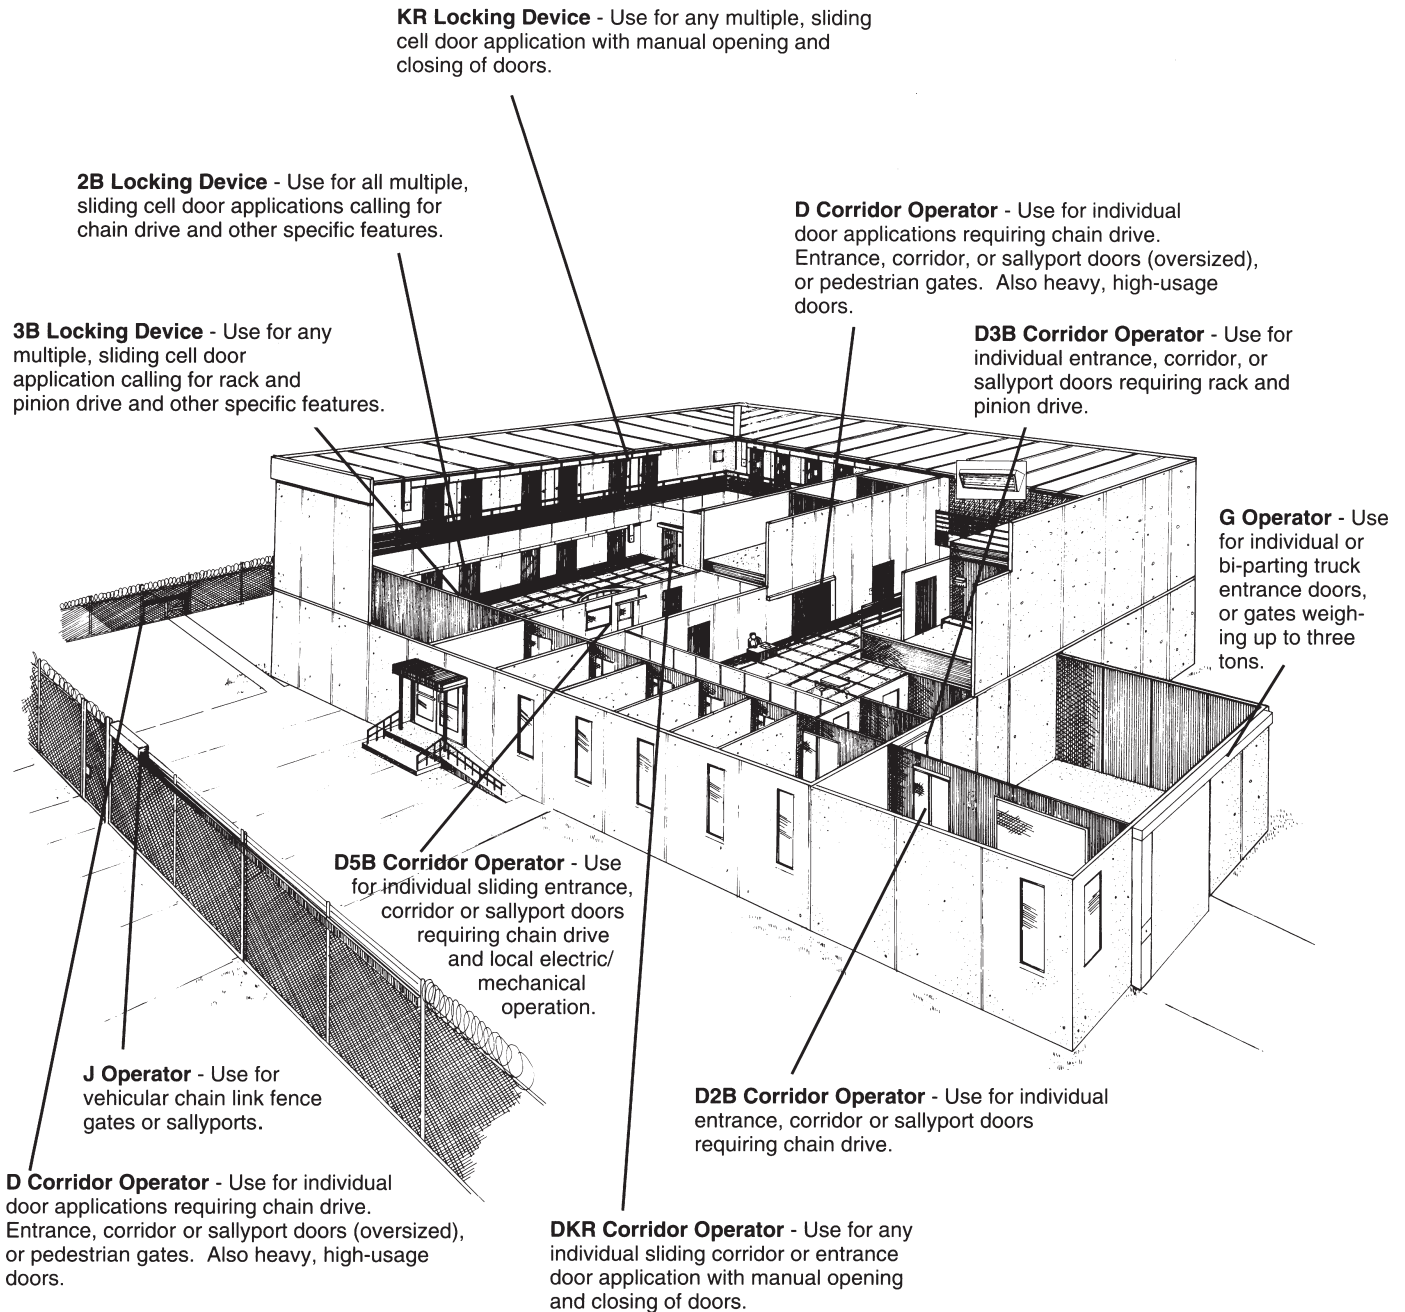 KR Locking Device - Use for any multiple, sliding
cell door application with manual opening and
closing of doors.
2B Locking Device - Use for all multiple,
sliding cell door applications calling for
chain drive and other specific features.
D Corridor Operator - Use for individual
door applications requiring chain drive.
Entrance, corridor, or sallyport doors (oversized),
or pedestrian gates.  Also heavy, high-usage
doors.
3B Locking Device - Use for any
multiple, sliding cell door
application calling for rack and
pinion drive and other specific features.
D3B Corridor Operator - Use for
individual entrance, corridor, or
sallyport doors requiring rack and
pinion drive.
G Operator - Use
for individual or
bi-parting truck
entrance doors,
or gates weigh-
ing up to three
tons.
D5B Corridor Operator - Use
for individual sliding entrance,
corridor or sallyport doors
requiring chain drive
and local electric/
mechanical
operation.
J Operator - Use for
vehicular chain link fence
gates or sallyports.
D2B Corridor Operator - Use for individual
entrance, corridor or sallyport doors
requiring chain drive.
D Corridor Operator - Use for individual
door applications requiring chain drive.
Entrance, corridor or sallyport doors (oversized),
or pedestrian gates.  Also heavy, high-usage
doors.
DKR Corridor Operator - Use for any
individual sliding corridor or entrance
door application with manual opening
and closing of doors.